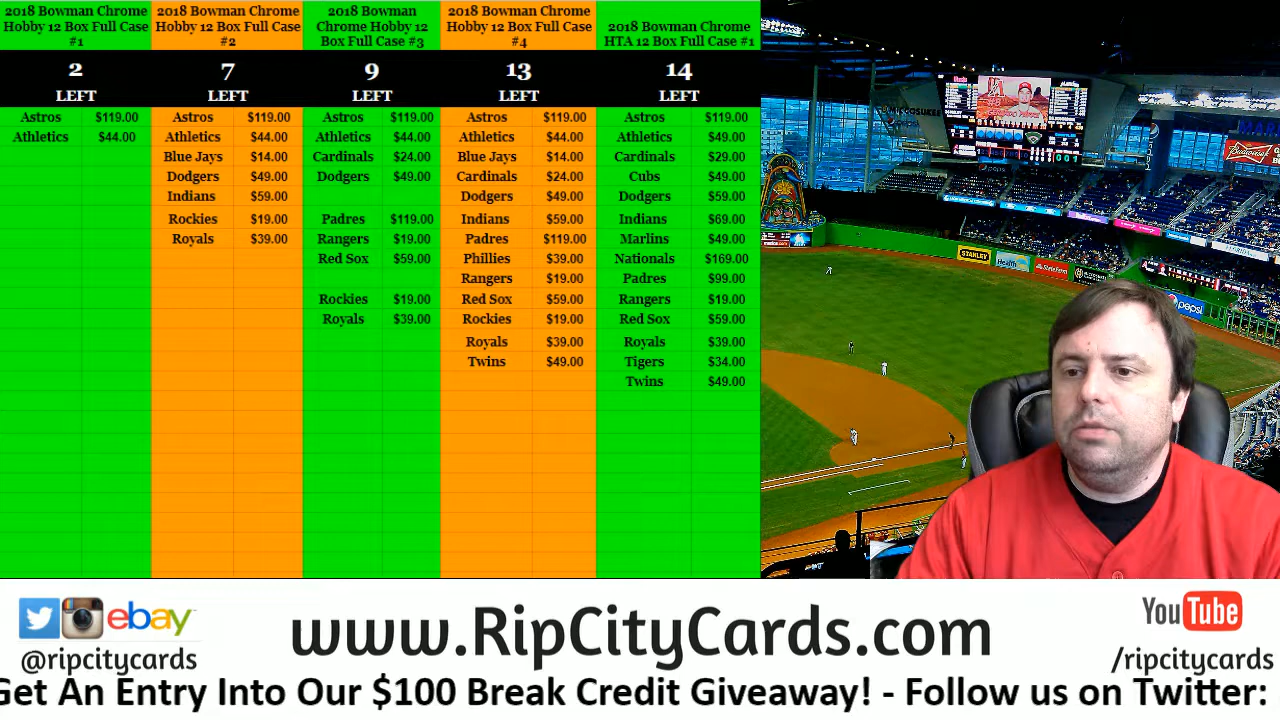 2018 Bowman Chrome
Hobby 12 Box Full Case
#1
2
LEFT
Astros $119.00
Athletics $44.00
2018 Bowman Chrome
Hobby 12 Box Full Case
#2
7
LEFT
Astros $119.00
Athletics $44.00
Blue Jays $14.00
Dodgers $49.00
Indians $59.00
Rockies $19.00
Royals $39.00
2018 Bowman
Chrome Hobby 12
Box Full Case #3
9
LEFT
Astros $119.00
Athletics $44.00
Cardinals $24.00
Dodgers $49.00
Padres $119.00
Rangers $19.00
Red Sox $59.00
Rockies $19.00
Royals $39.00
2018 Bowman Chrome
Hobby 12 Box Full Case
#4
13
LEFT
Astros $119.00
Athletics $44.00
Blue Jays $14.00
Cardinals $24.00
Dodgers $49.00
Indians $59.00
Padres $119.00
Phillies $39.00
Rangers $19.00
Red Sox $59.00
Rockies $19.00
Royals $39.00
Twins $49.00
2018 Bowman Chrome
HTA 12 Box Full Case #1
14
LEFT
Astros $119.00
Athletics $49.00
Cardinals $29.00
Cubs $49.00
Dodgers $59.00
Indians $69.00
Marlins $49.00
Nationals $169.00
Padres $99.00
Rangers $19.00
Red Sox $59.00
Royals $39.00
Tigers $34.00
Twins $49.00
Budweiser
STANLEY
Health
State Farm
pepsi
ebay
@ripcitycards
www.RipCityCards.com
YouTube
/ripcitycards
Get An Entry Into Our $100 Break Credit Giveaway! - Follow us on Twitter: